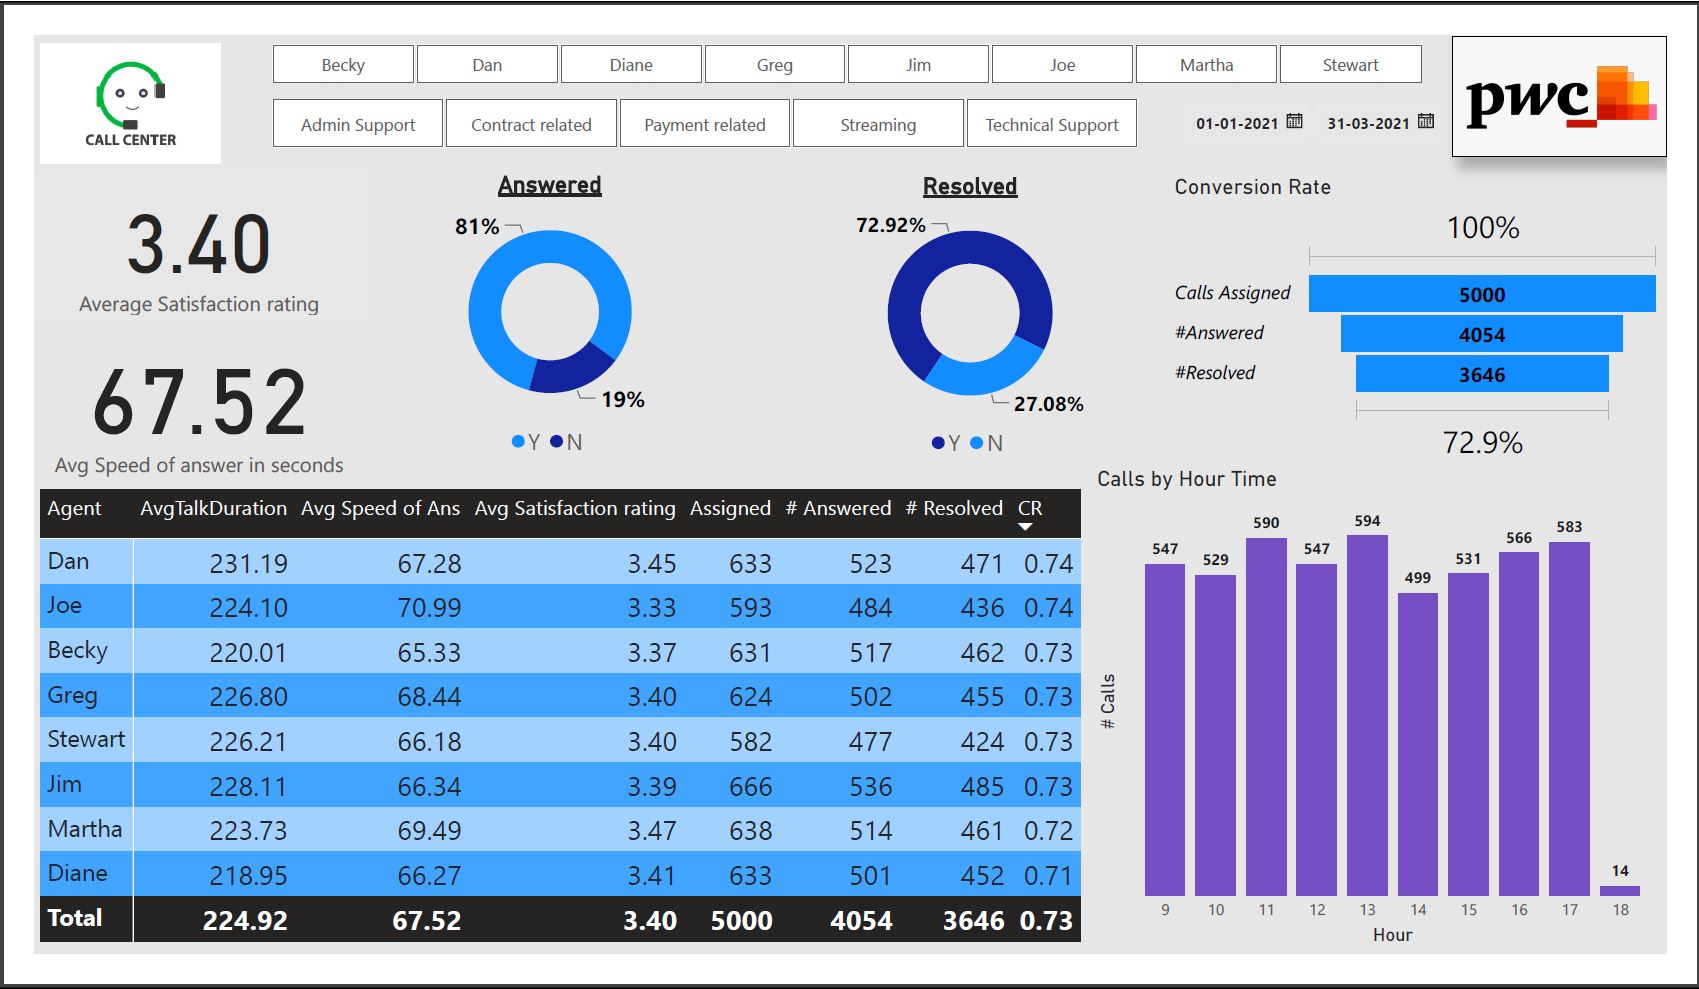 CALL CENTER
Becky Dan Diane Greg Jim Joe Martha Stewart
Admin Support Contract related Payment related Streaming Technical Support
01-01-2021 31-03-2021
pwc
3.40
Average Satisfaction rating
67.52
Avg Speed of answer in seconds
Answered
81%
19%
Y N
Resolved
72.92%
27.08%
Y N
Conversion Rate
100%
Calls Assigned 5000
#Answered 4054
#Resolved 3646
72.9%
Agent AvgTalkDuration Avg Speed of Ans Avg Satisfaction rating Assigned # Answered # Resolved CR
Dan 231.19 67.28 3.45 633 523 471 0.74
Joe 224.10 70.99 3.33 593 484 436 0.74
Becky 220.01 65.33 3.37 631 517 462 0.73
Greg 226.80 68.44 3.40 624 502 455 0.73
Stewart 226.21 66.18 3.40 582 477 424 0.73
Jim 228.11 66.34 3.39 666 536 485 0.73
Martha 223.73 69.49 3.47 638 514 461 0.72
Diane 218.95 66.27 3.41 633 501 452 0.71
Total 224.92 67.52 3.40 5000 4054 3646 0.73
Calls by Hour Time
# Calls
547 529 590 547 594 499 531 566 583 14
9 10 11 12 13 14 15 16 17 18
Hour